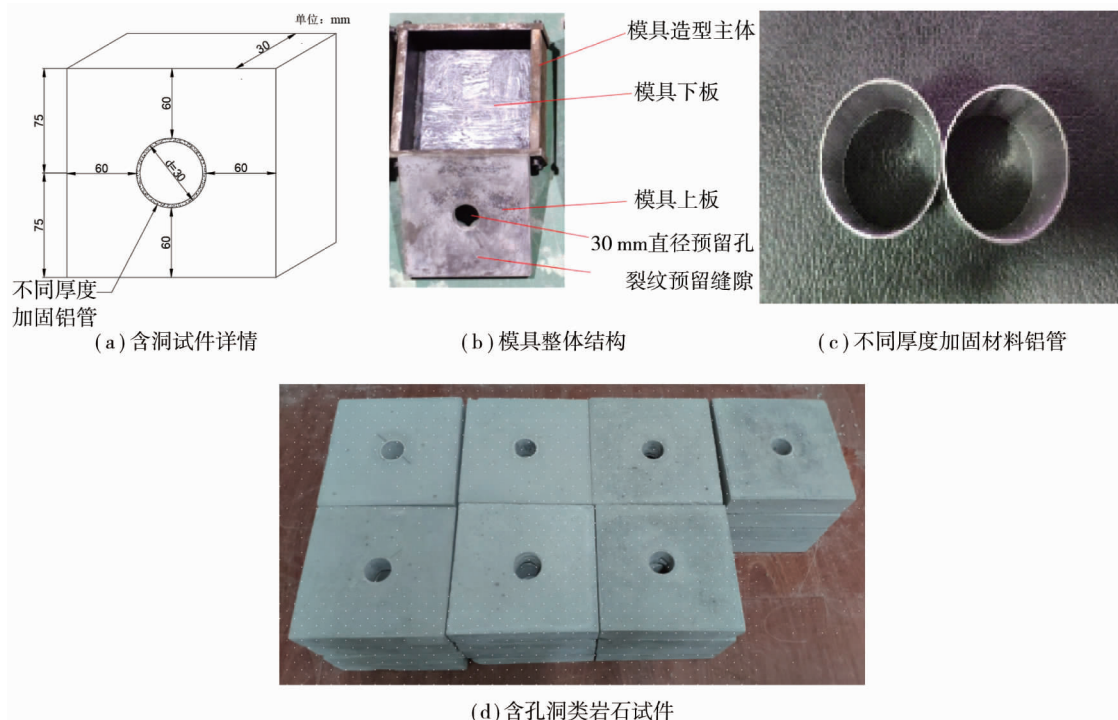 单位：mm
30
75
60
60
d=30
60
75
60
不同厚度
加固铝管
(a)含洞试件详情
模具造型主体
模具下板
模具上板
30 mm直径预留孔
裂纹预留缝隙
(b)模具整体结构
(c)不同厚度加固材料铝管
(d)含孔洞类岩石试件